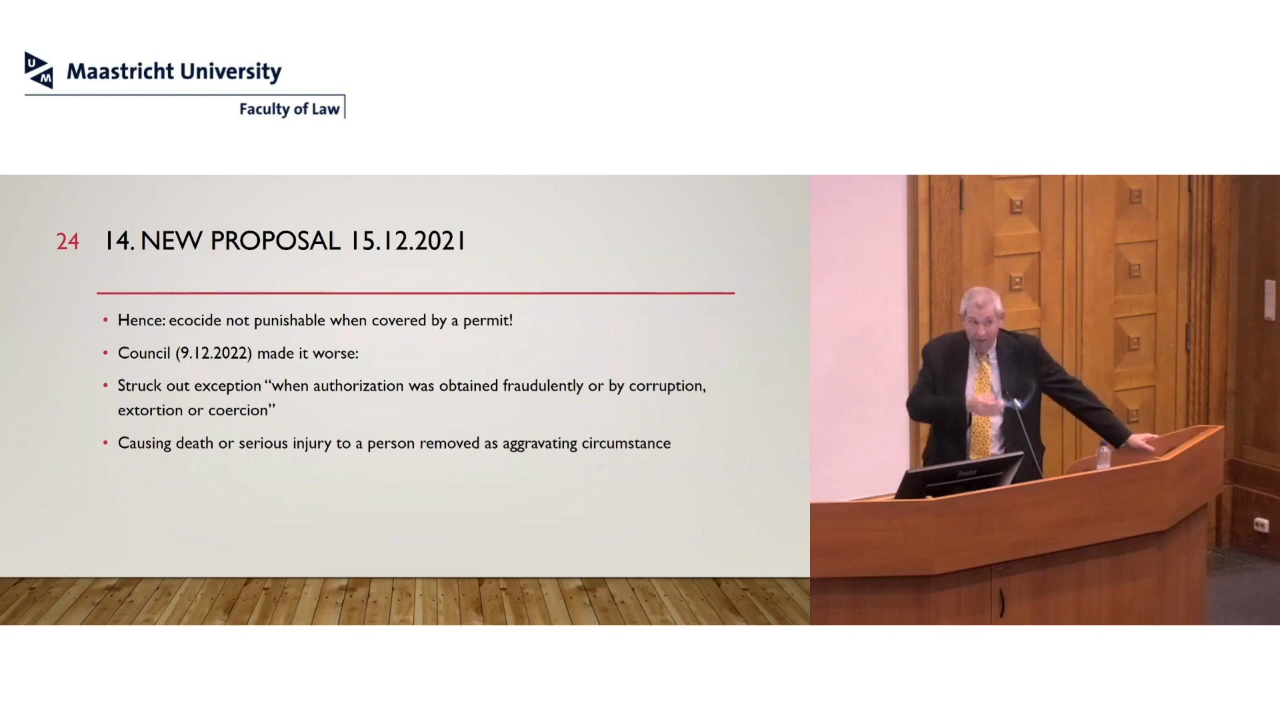 U
M
Maastricht University
Faculty of Law
24 14. NEW PROPOSAL 15.12.2021
• Hence: ecocide not punishable when covered by a permit!
• Council (9.12.2022) made it worse:
• Struck out exception “when authorization was obtained fraudulently or by corruption,
extortion or coercion”
• Causing death or serious injury to a person removed as aggravating circumstance